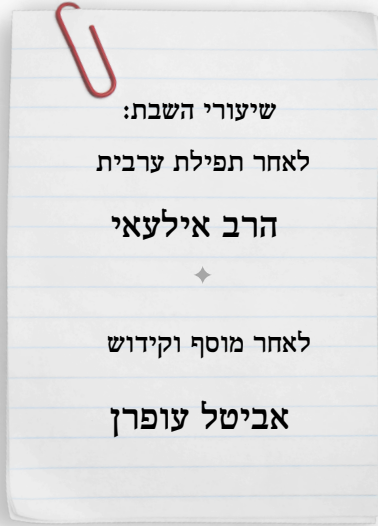 שיעורי השבת:
לאחר תפילת ערבית
הרב אילעאי
לאחר מוסף וקידוש
אביטל עופרן